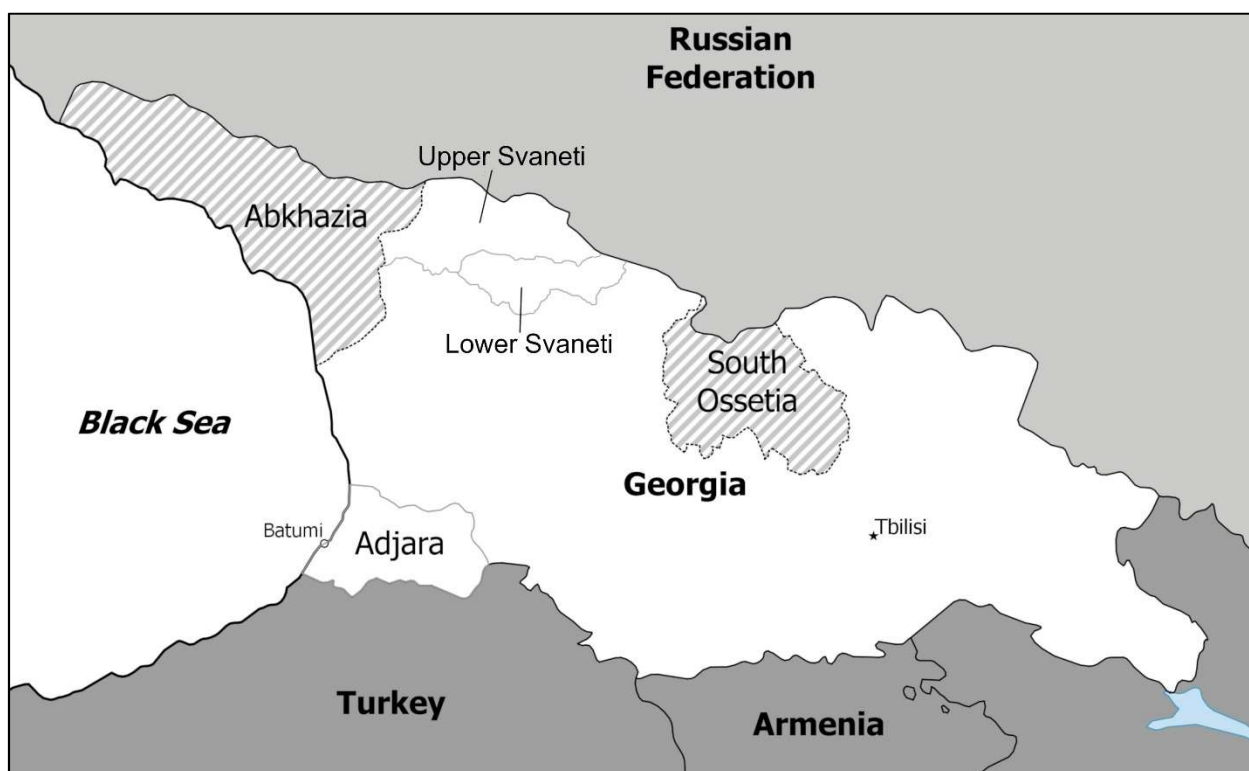 Russian
Federation
Upper Svaneti
Abkhazia
Lower Svaneti
South
Ossetia
Black Sea
Georgia
Batumi
Adjara
Tbilisi
Turkey
Armenia